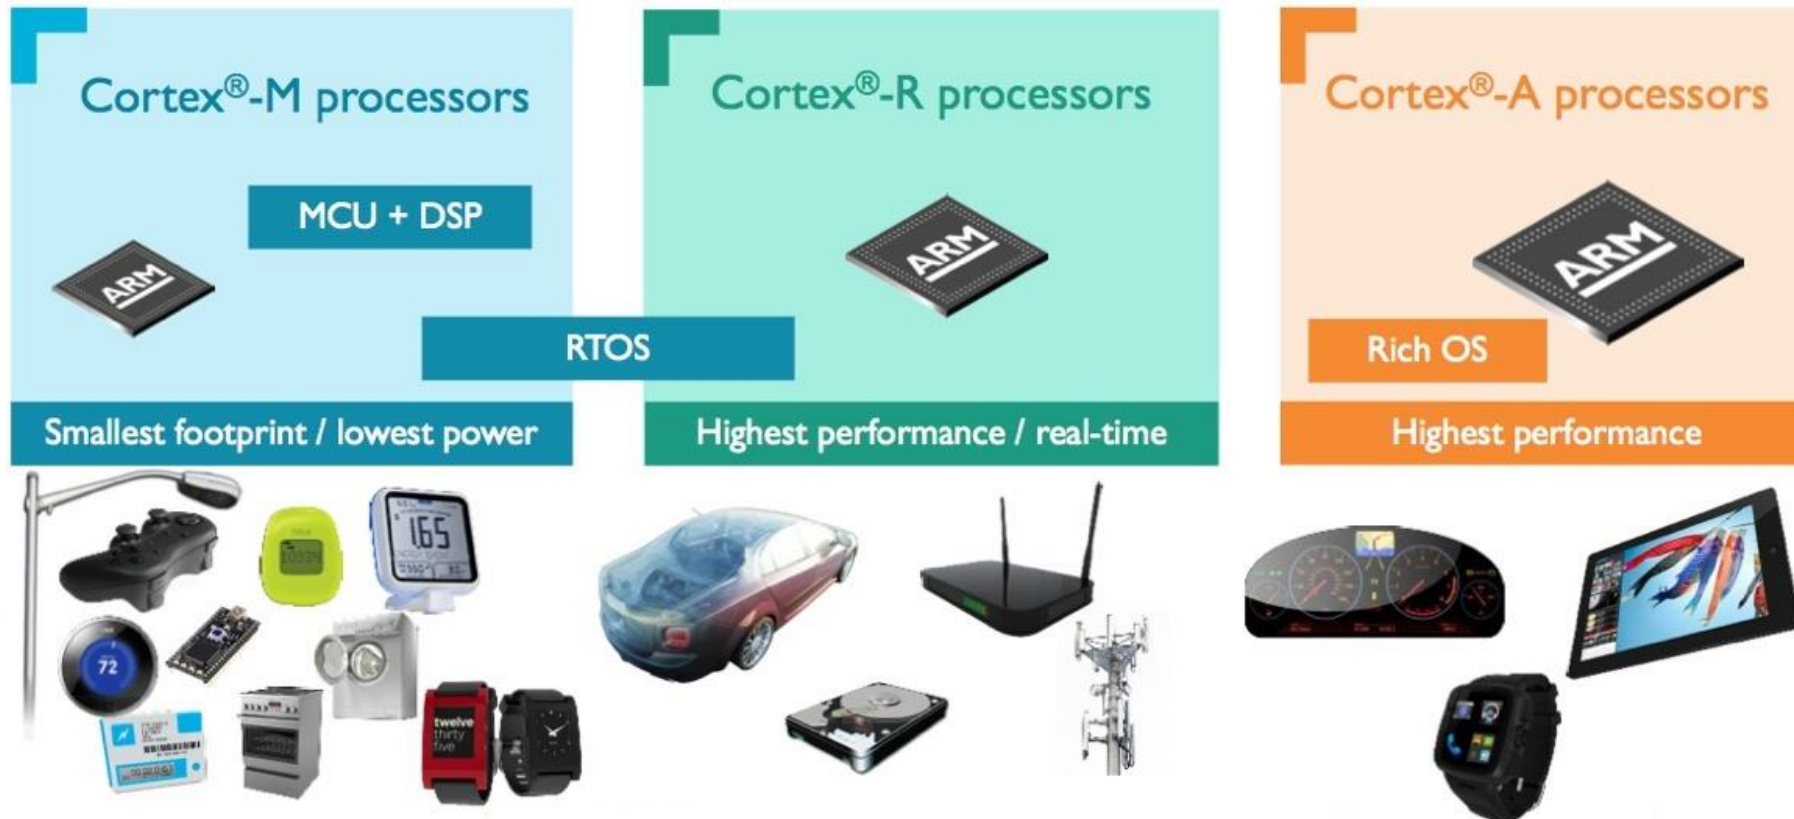 Cortex®-M processors
MCU + DSP
ARM
RTOS
Smallest footprint / lowest power
Cortex®-R processors
ARM
Highest performance / real-time
Cortex®-A processors
ARM
Rich OS
Highest performance
1.65
72
twelve
thirty
five